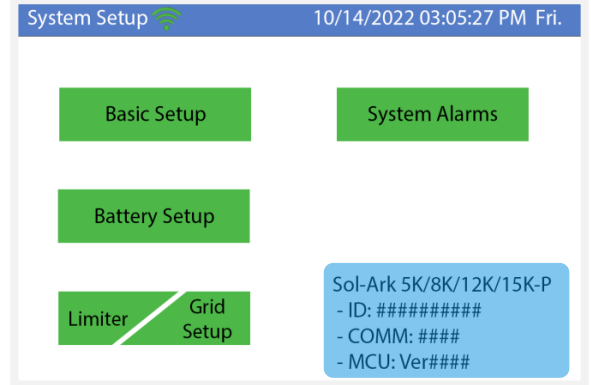 System Setup 10/14/2022 03:05:27 PM Fri.
Basic Setup
System Alarms
Battery Setup
Limiter
Grid
Setup
Sol-Ark 5K/8K/12K/15K-P
- ID: ##########
- COMM: ####
- MCU: Ver####